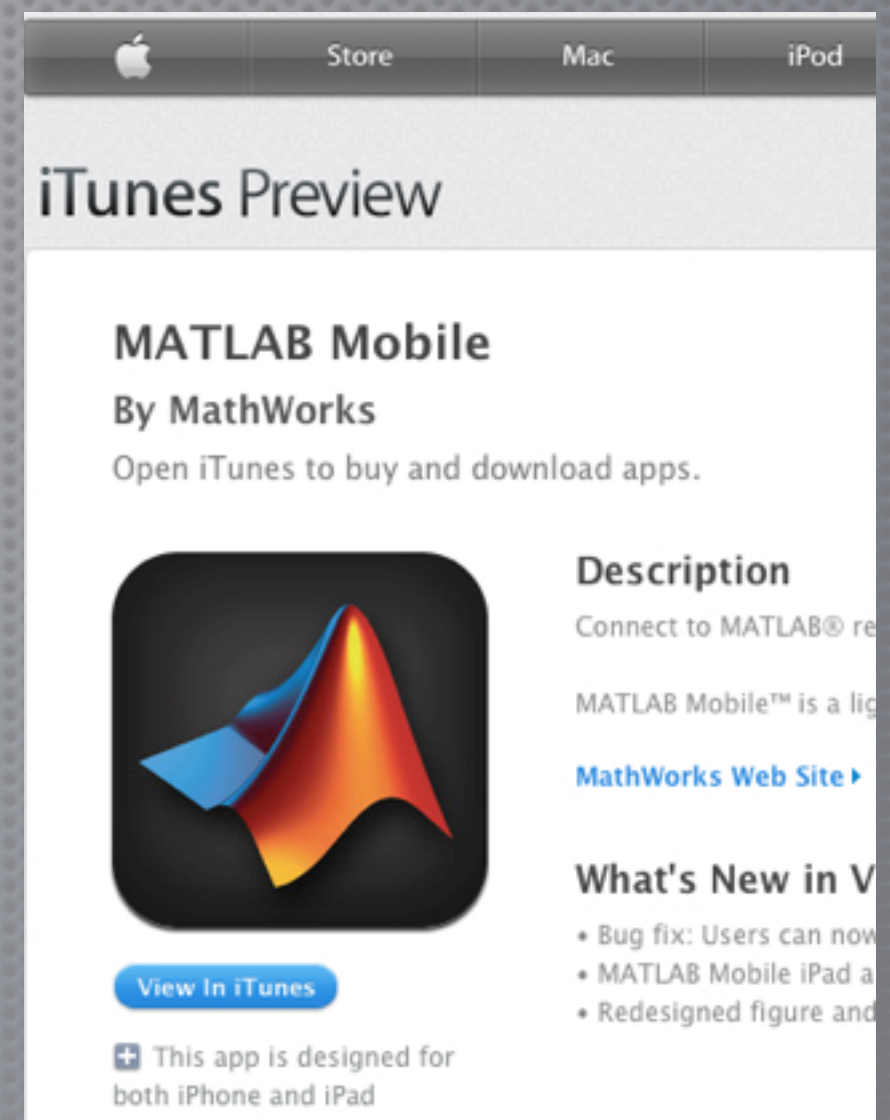 Store Mac iPod
iTunes Preview
MATLAB Mobile
By MathWorks
Open iTunes to buy and download apps.
Description
Connect to MATLAB® re
MATLAB Mobile™ is a lig
MathWorks Web Site
What's New in V
• Bug fix: Users can now
• MATLAB Mobile iPad a
• Redesigned figure and
View In iTunes
This app is designed for
both iPhone and iPad